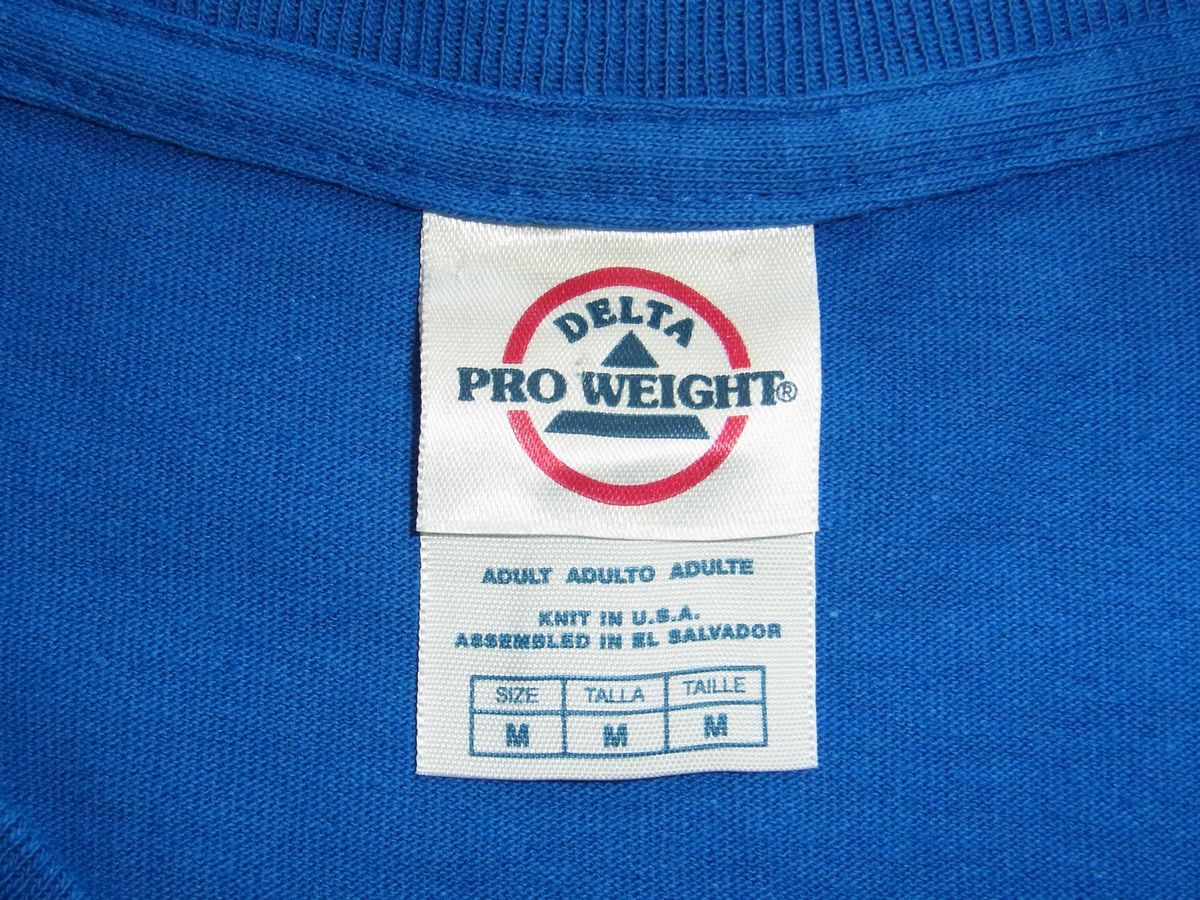 DELTA
PRO WEIGHT®
ADULT ADULTO ADULTE
KNIT IN U.S.A.
ASSEMBLED IN EL SALVADOR
SIZE TALLA TAILLE
M M M